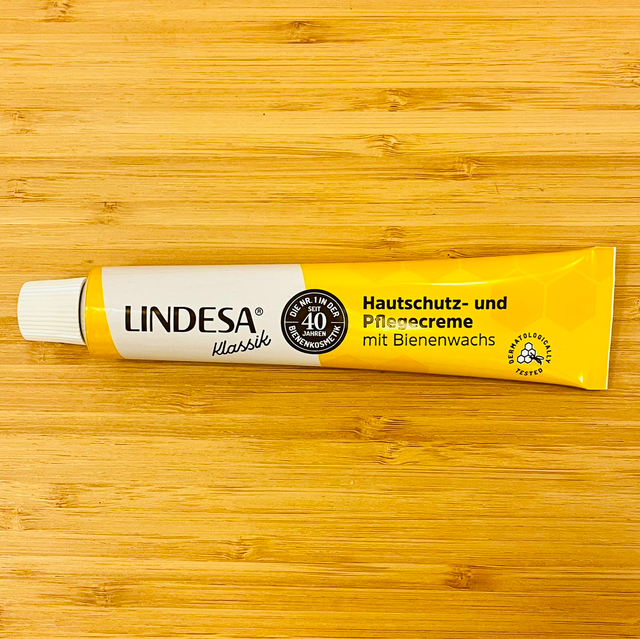 LINDESA®
Klassik
DIE NR. 1 IN DER
SEIT
40
JAHREN
BIENENKOSMETIK
Hautschutz- und
Pflegecreme
mit Bienenwachs
DERMATOLOGICALLY
TESTED